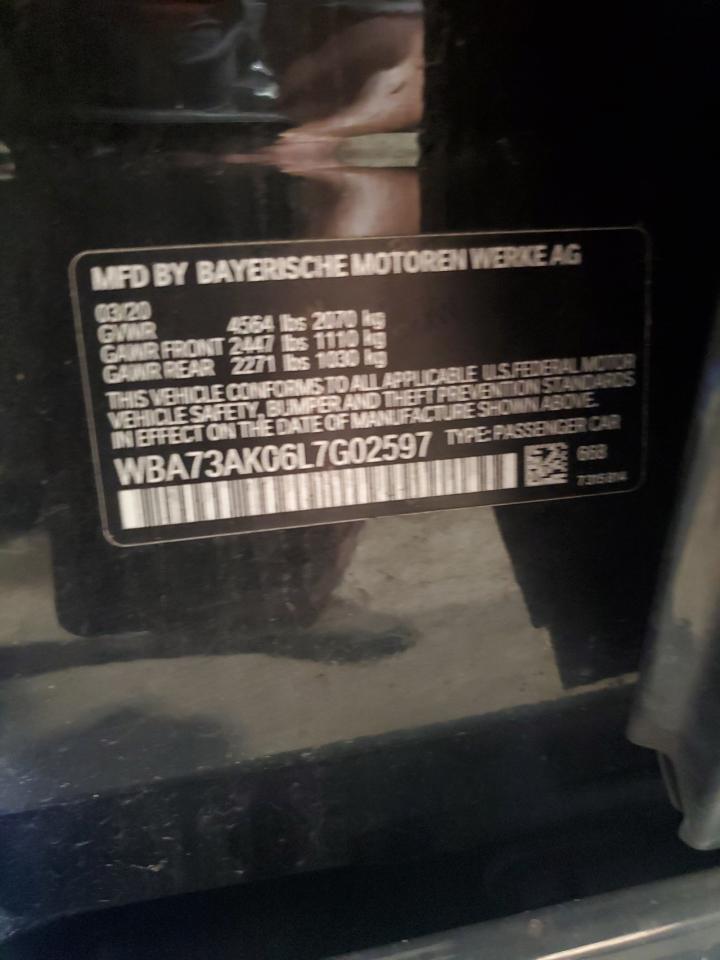 MFD BY BAYERISCHE MOTOREN WERKE AG
03/20
GVWR 4564 lbs 2070 kg
GAWR FRONT 2447 lbs 1110 kg
GAWR REAR 2271 lbs 1030 kg
THIS VEHICLE CONFORMS TO ALL APPLICABLE U.S. FEDERAL MOTOR
VEHICLE SAFETY, BUMPER AND THEFT PREVENTION STANDARDS
IN EFFECT ON THE DATE OF MANUFACTURE SHOWN ABOVE.
WBA73AK06L7G02597 TYPE: PASSENGER CAR
668